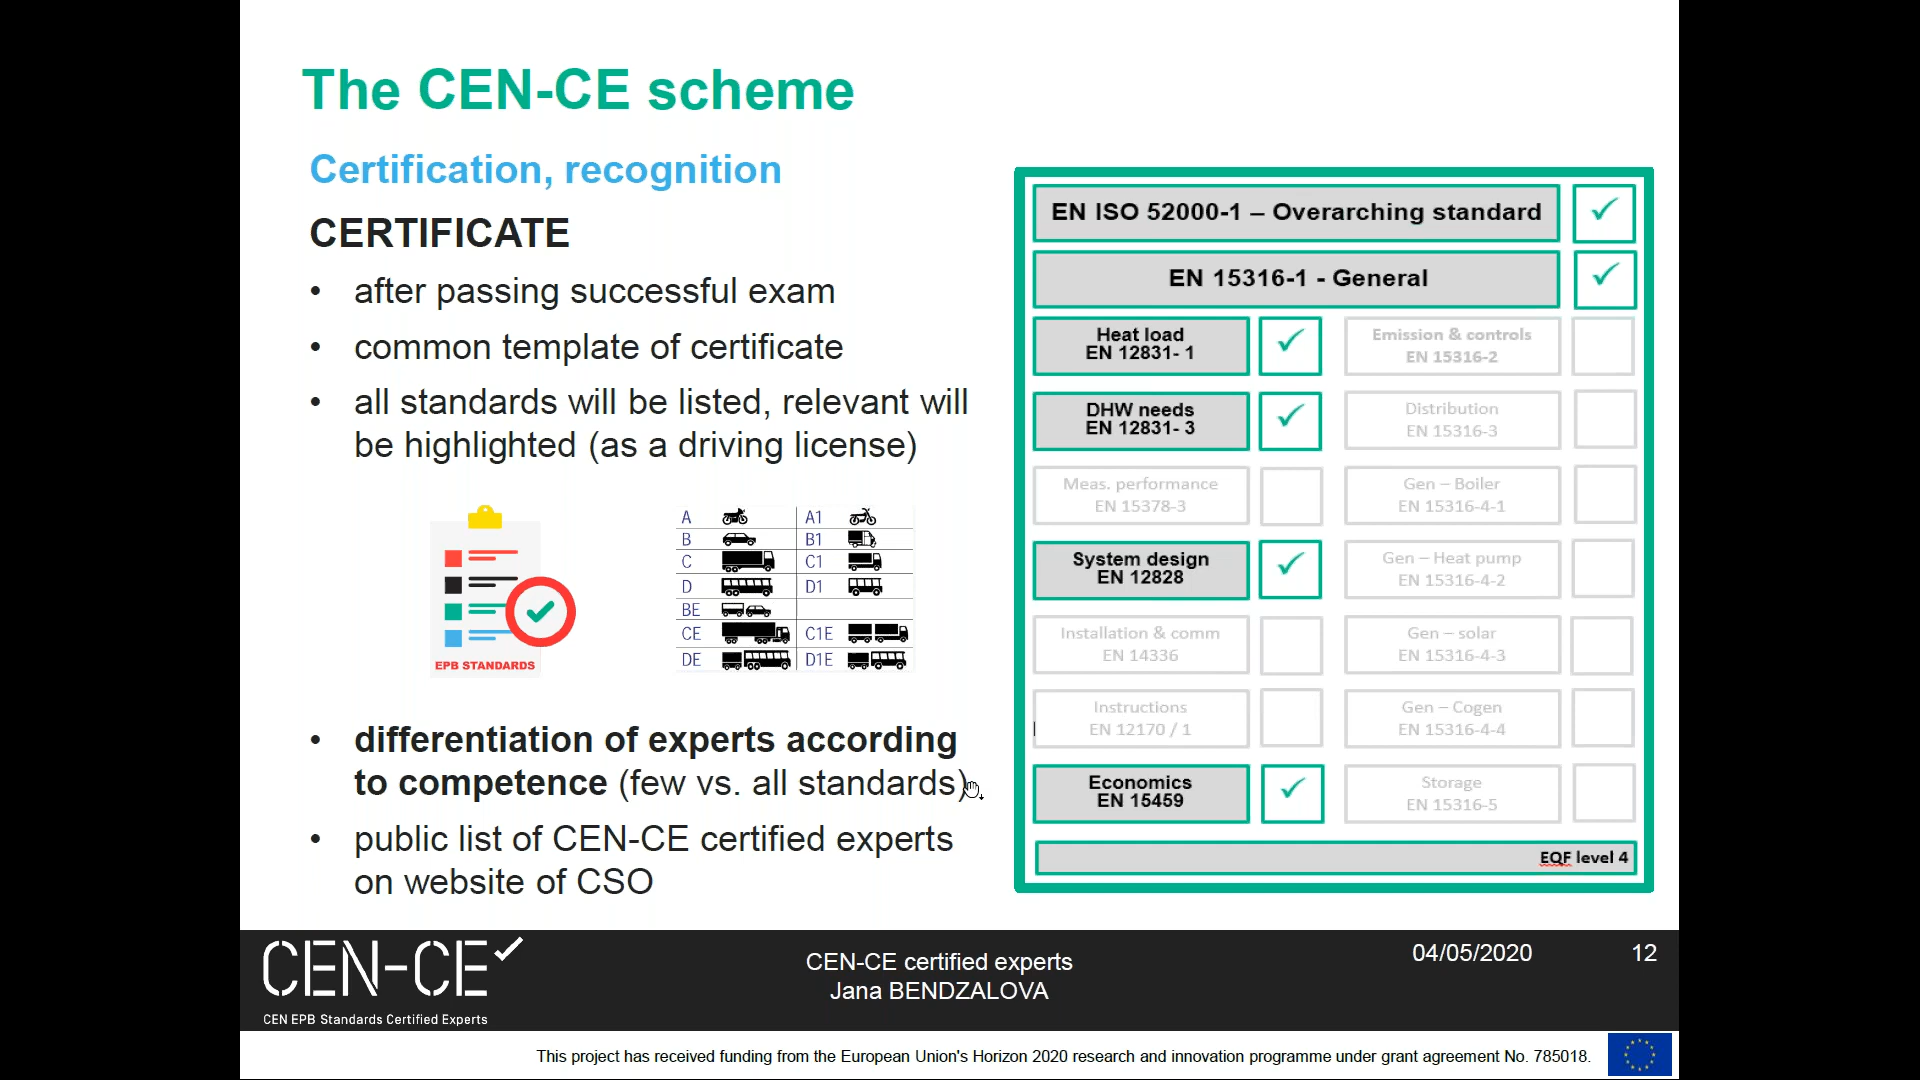 The CEN-CE scheme
Certification, recognition
CERTIFICATE
• after passing successful exam
• common template of certificate
• all standards will be listed, relevant will
be highlighted (as a driving license)
EPB STANDARDS
A A1
B B1
C C1
D D1
BE
CE C1E
DE D1E
• differentiation of experts according
to competence (few vs. all standards)
• public list of CEN-CE certified experts
on website of CSO
EN ISO 52000-1 – Overarching standard
EN 15316-1 - General
Heat load
EN 12831- 1
Emission & controls
EN 15316-2
DHW needs
EN 12831- 3
Distribution
EN 15316-3
Meas. performance
EN 15378-3
Gen – Boiler
EN 15316-4-1
System design
EN 12828
Gen – Heat pump
EN 15316-4-2
Installation & comm
EN 14336
Gen – solar
EN 15316-4-3
Instructions
EN 12170 / 1
Gen – Cogen
EN 15316-4-4
Economics
EN 15459
Storage
EN 15316-5
EQF level 4
CEN-CE
CEN EPB Standards Certified Experts
CEN-CE certified experts
Jana BENDZALOVA
04/05/2020
12
This project has received funding from the European Union's Horizon 2020 research and innovation programme under grant agreement No. 785018.